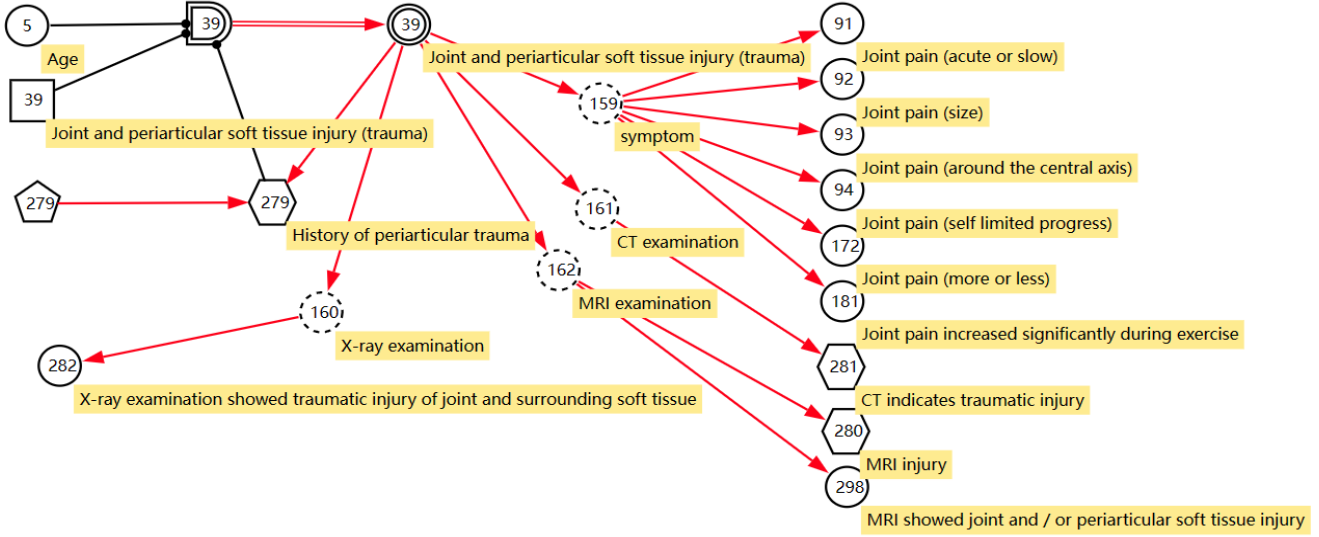 5
39
39
91
Age
Joint and periarticular soft tissue injury (trauma)
Joint pain (acute or slow)
92
39
159
Joint pain (size)
Joint and periarticular soft tissue injury (trauma)
symptom
93
Joint pain (around the central axis)
94
279
279
161
Joint pain (self limited progress)
History of periarticular trauma
CT examination
172
162
Joint pain (more or less)
MRI examination
181
160
Joint pain increased significantly during exercise
X-ray examination
282
281
X-ray examination showed traumatic injury of joint and surrounding soft tissue
CT indicates traumatic injury
280
MRI injury
298
MRI showed joint and / or periarticular soft tissue injury